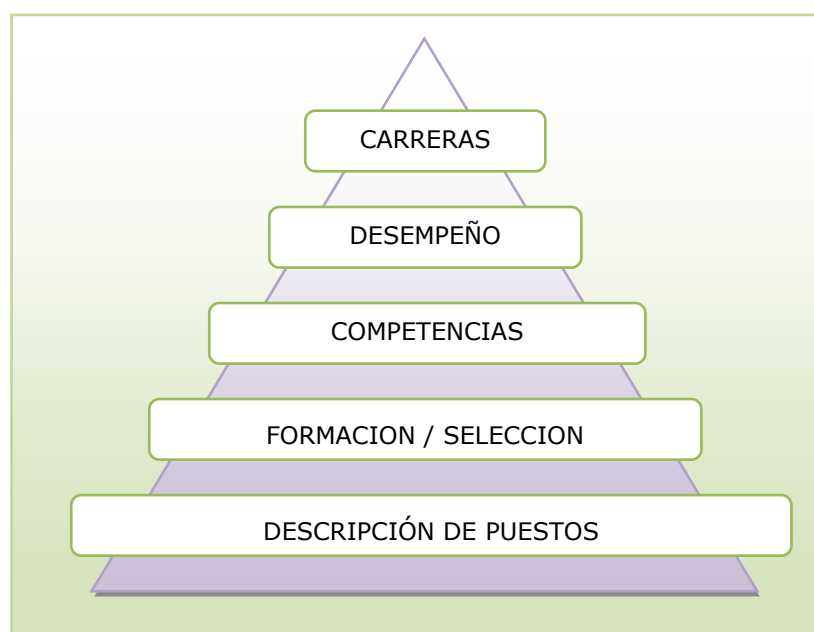 CARRERAS
DESEMPEÑO
COMPETENCIAS
FORMACION / SELECCION
DESCRIPCIÓN DE PUESTOS